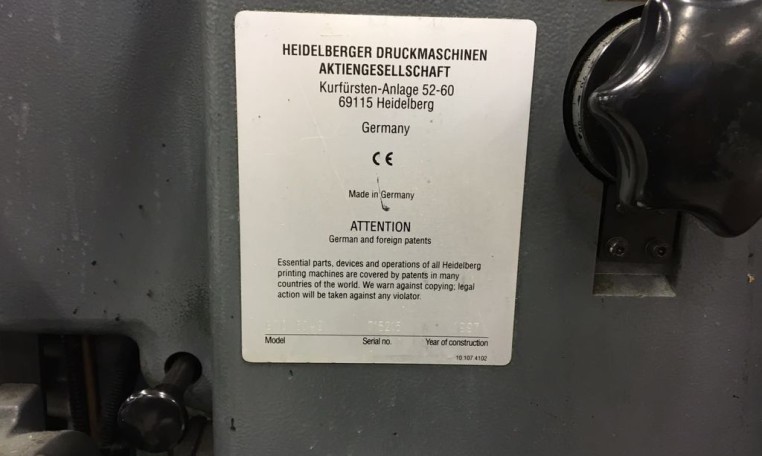 HEIDELBERGER DRUCKMASCHINEN
AKTIENGESELLSCHAFT
Kurfürsten-Anlage 52-60
69115 Heidelberg
Germany
CE
Made in Germany
ATTENTION
German and foreign patents
Essential parts, devices and operations of all Heidelberg
printing machines are covered by patents in many
countries of the world. We warn against copying; legal
action will be taken against any violator.
Model Serial no. Year of construction